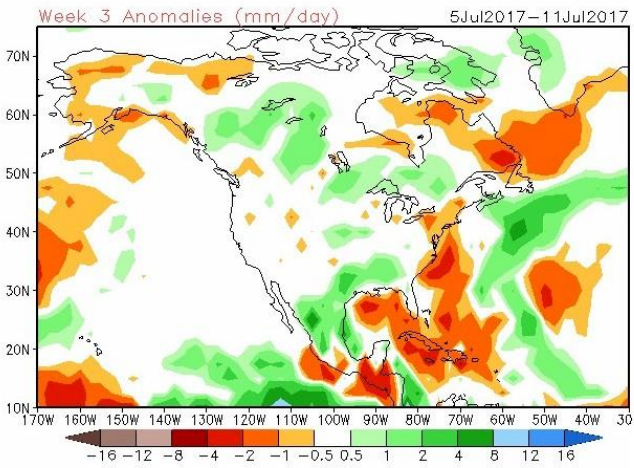 Week 3 Anomalies (mm/day) 5Jul2017-11Jul2017
70N
60N
50N
40N
30N
20N
10N
170W 160W 150W 140W 130W 120W 110W 100W 90W 80W 70W 60W 50W 40W 30W
-16 -12 -8 -4 -2 -1 -0.5 0.5 1 2 4 8 12 16